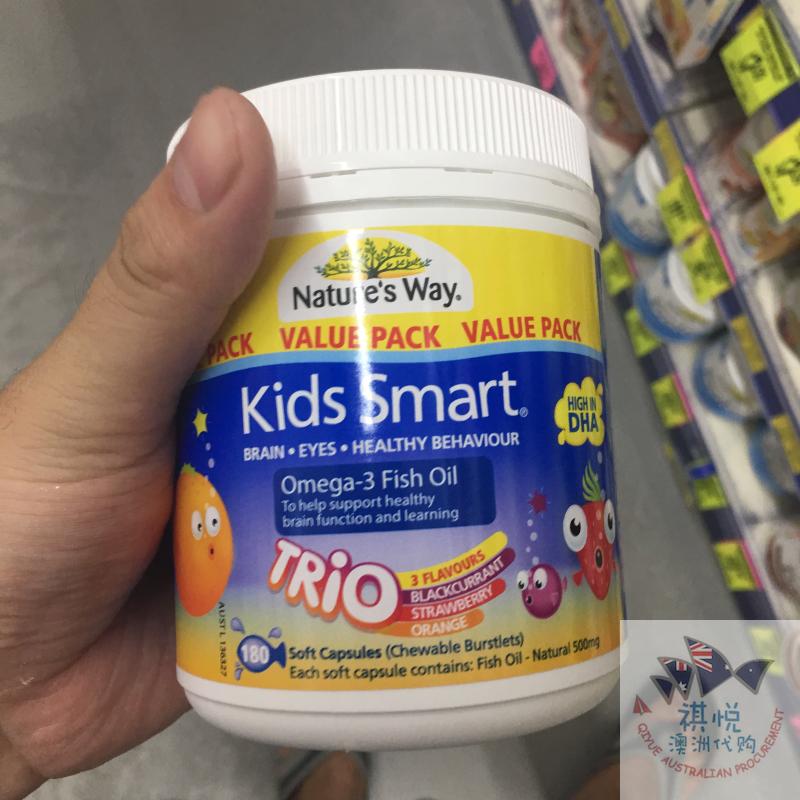 Nature's Way.
PACK VALUE PACK VALUE PACK
Kids Smart®
HIGH IN
DHA
BRAIN • EYES • HEALTHY BEHAVIOUR
Omega-3 Fish Oil
To help support healthy
brain function and learning
TRiO
3 FLAVOURS
BLACKCURRANT
STRAWBERRY
ORANGE
AUST L 136327
180
Soft Capsules (Chewable Burstlets)
Each soft capsule contains: Fish Oil - Natural 500mg
祺悦
澳洲代购
QIYUE AUSTRALIAN PROCUREMENT